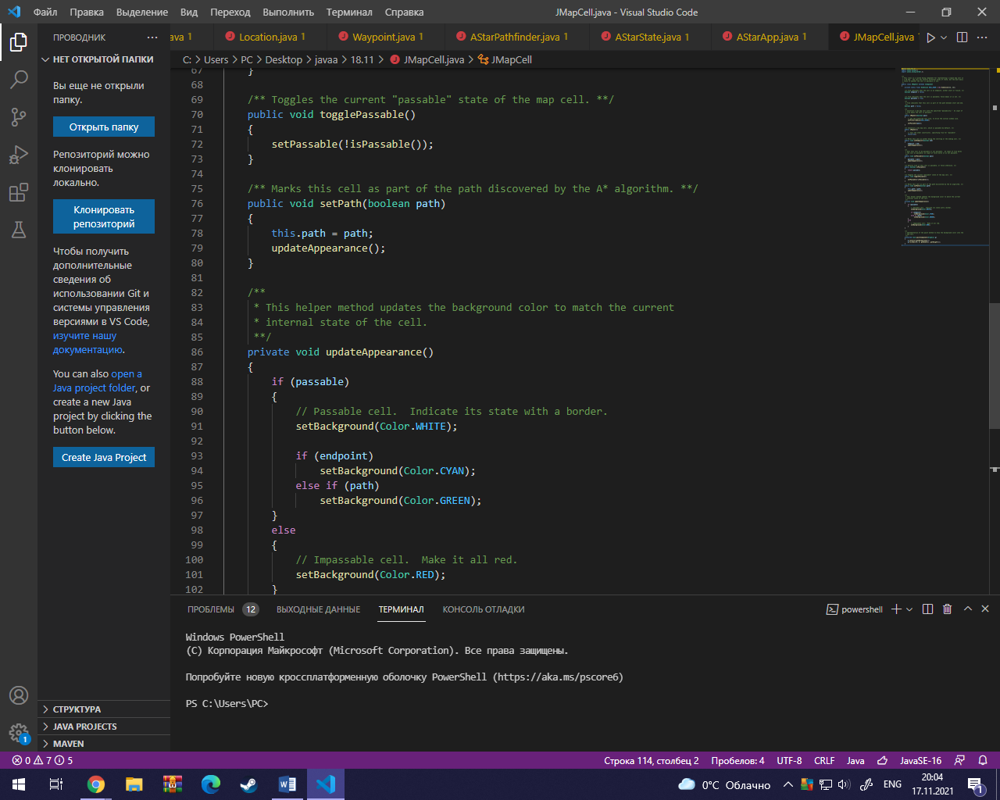 Файл Правка Выделение Вид Переход Выполнить Терминал Справка JMapCell.java - Visual Studio Code
ПРОВОДНИК ava 1 Location.java 1 Waypoint.java 1 AStarPathfinder.java 1 AStarState.java 1 AStarApp.java 1 JMapCell.java 1
НЕТ ОТКРЫТОЙ ПАПКИ
C: > Users > PC > Desktop > javaa > 18.11 > JMapCell.java > JMapCell
Вы еще не открыли
папку.
Открыть папку
Репозиторий можно
клонировать
локально.
Клонировать
репозиторий
Чтобы получить
дополнительные
сведения об
использовании Git и
системы управления
версиями в VS Code,
изучите нашу
документацию.
You can also open a
Java project folder, or
create a new Java
project by clicking the
button below.
Create Java Project
СТРУКТУРА
JAVA PROJECTS
MAVEN
67 }
68
69 /** Toggles the current "passable" state of the map cell. **/
70 public void togglePassable()
71 {
72 setPassable(!isPassable());
73 }
74
75 /** Marks this cell as part of the path discovered by the A* algorithm. **/
76 public void setPath(boolean path)
77 {
78 this.path = path;
79 updateAppearance();
80 }
81
82 /**
83 * This helper method updates the background color to match the current
84 * internal state of the cell.
85 **/
86 private void updateAppearance()
87 {
88 if (passable)
89 {
90 // Passable cell.  Indicate its state with a border.
91 setBackground(Color.WHITE);
92
93 if (endpoint)
94 setBackground(Color.CYAN);
95 else if (path)
96 setBackground(Color.GREEN);
97 }
98 else
99 {
100 // Impassable cell.  Make it all red.
101 setBackground(Color.RED);
102 }
ПРОБЛЕМЫ 12 ВЫХОДНЫЕ ДАННЫЕ ТЕРМИНАЛ КОНСОЛЬ ОТЛАДКИ powershell
Windows PowerShell
(C) Корпорация Майкрософт (Microsoft Corporation). Все права защищены.
Попробуйте новую кроссплатформенную оболочку PowerShell (https://aka.ms/pscore6)
PS C:\Users\PC>
1
0 7 5 Строка 114, столбец 2 Пробелов: 4 UTF-8 CRLF Java JavaSE-16
0°C Облачно ENG 20:04
17.11.2021 1